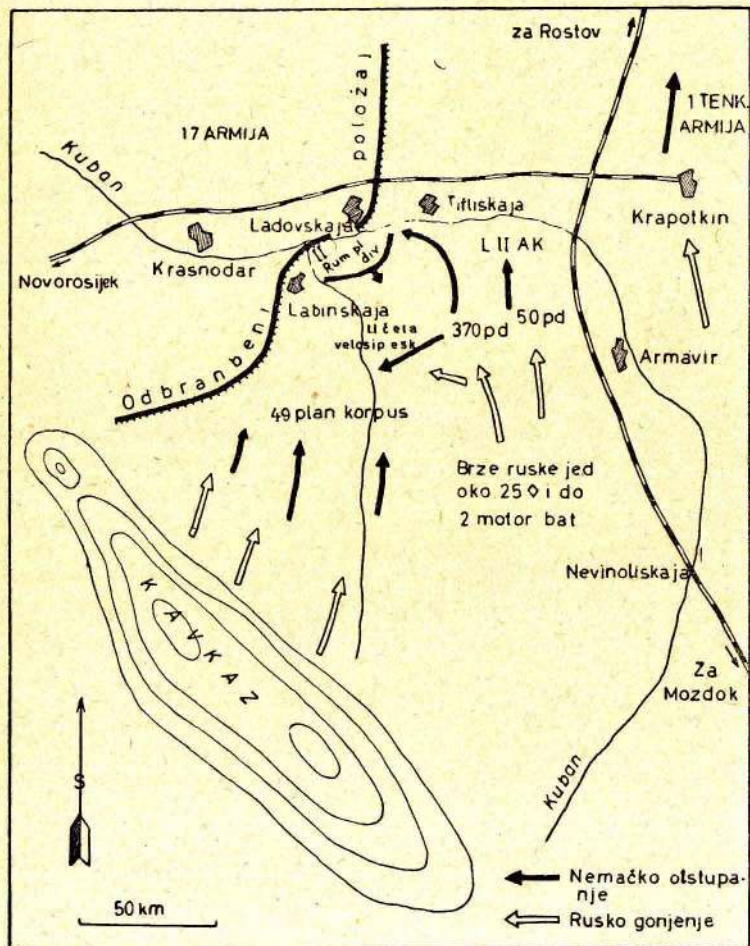 za Rostov
1 TENK.
ARMIJA
17 ARMIJA
položaj
Kuban
Ladovskaja
Tifliskaja
Krapotkin
Novorosijek
Krasnodar
II
Rum pl
div
L II AK
Labinskaja
velosip esk
370 pd
50 pd
Armavir
Odbranbeni
49 plan korpus
Brze ruske jed
oko 25 ◊ i do
2 motor bat
Nevinoliskaja
KAVKAZ
Za
Mozdok
Kuban
S
50 km
Nemačko otstupa-
nje
Rusko gonjenje